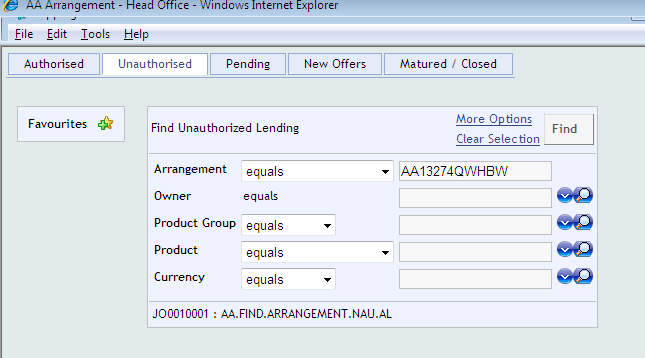 AA Arrangement - Head Office - Windows Internet Explorer
File Edit Tools Help
Authorised Unauthorised Pending New Offers Matured / Closed
Favourites
Find Unauthorized Lending More Options Clear Selection Find
Arrangement equals AA13274QWHBW
Owner equals
Product Group equals
Product equals
Currency equals
JO0010001 : AA.FIND.ARRANGEMENT.NAU.AL